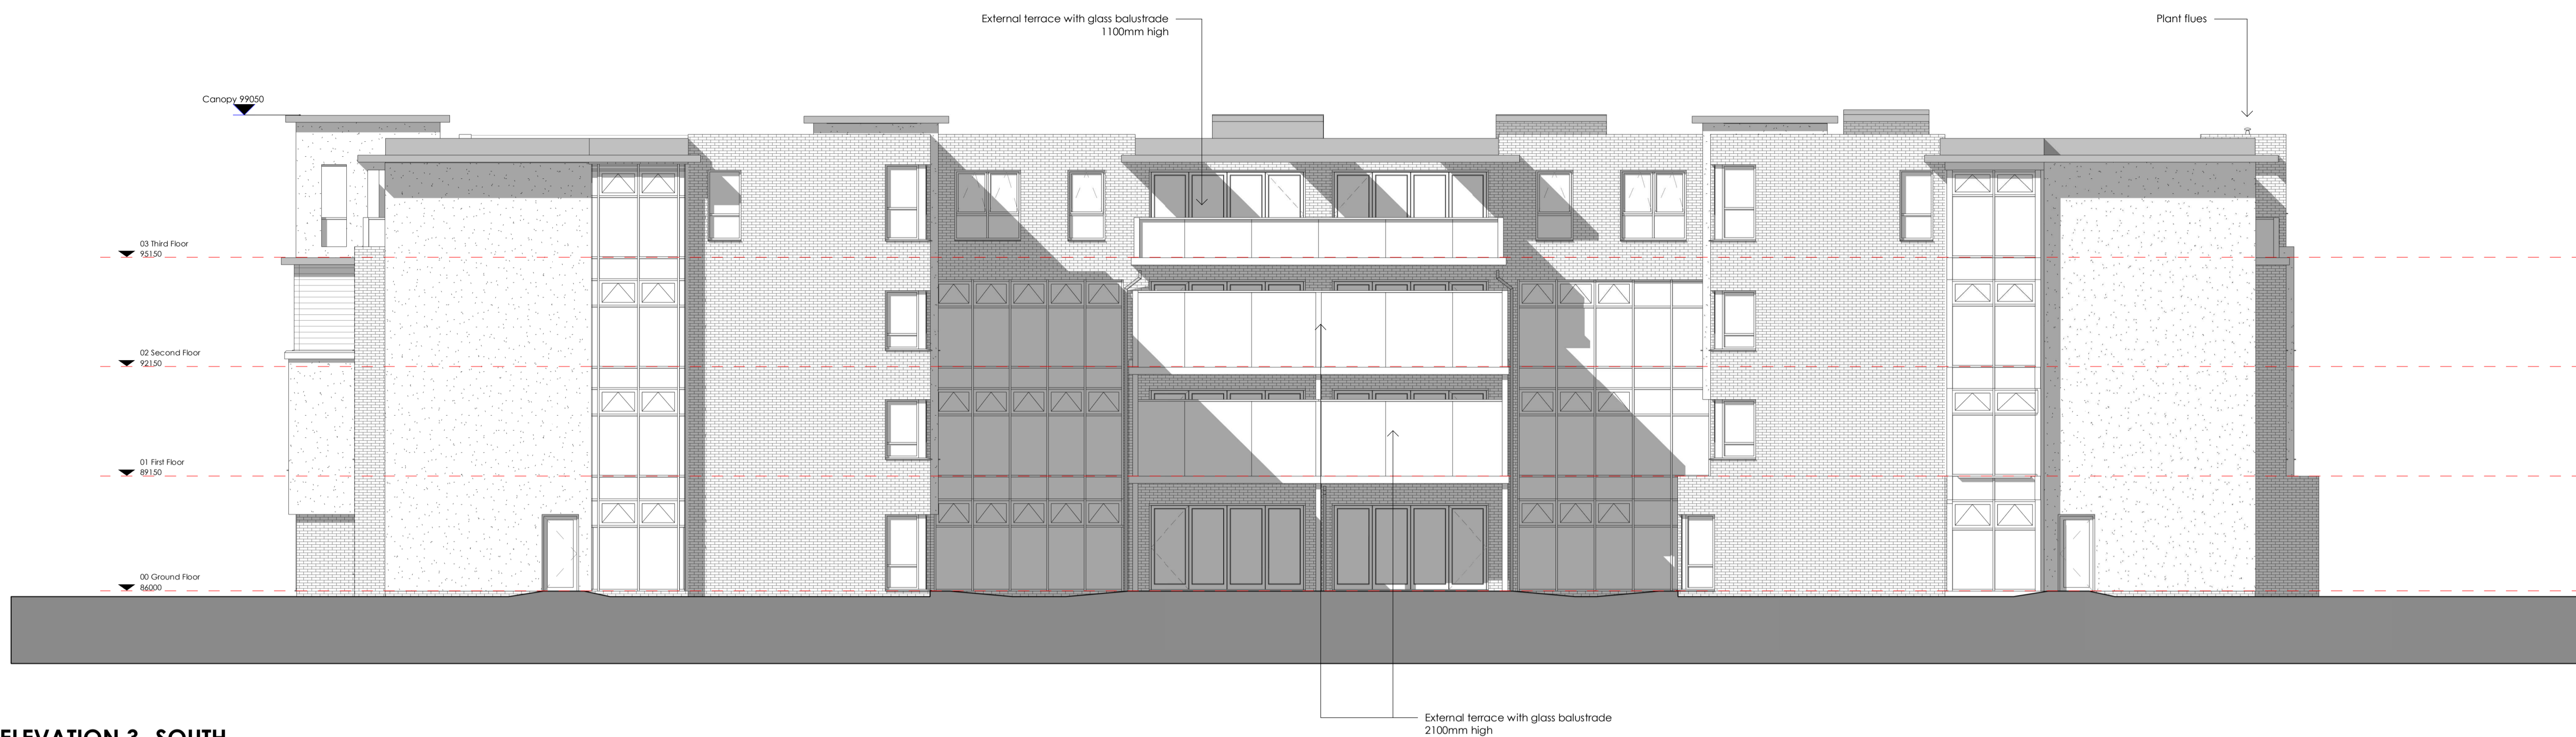 External terrace with glass balustrade
1100mm high
Plant flues
Canopy 99050
03 Third Floor
95150
02 Second Floor
92150
01 First Floor
89150
00 Ground Floor
86000
External terrace with glass balustrade
2100mm high
ELEVATION 3 SOUTH